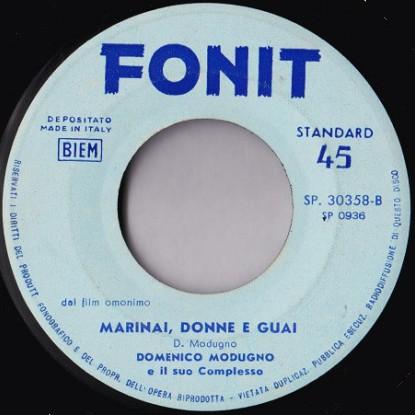 FONIT
DEPOSITATO
MADE IN ITALY
BIEM
STANDARD
45
SP. 30358-B
SP 0936
dal film omonimo
MARINAI, DONNE E GUAI
D. Modugno
DOMENICO MODUGNO
e il suo Complesso
RISERVATI I DIRITTI DEL PRODUTT FONOGRAFICO E DEL PROPR. DELL'OPERA RIPRODOTTA - VIETATA DUPLICAZ. PUBBLICA ESECUZ. RADIODIFFUSIONE DI QUESTO DISCO